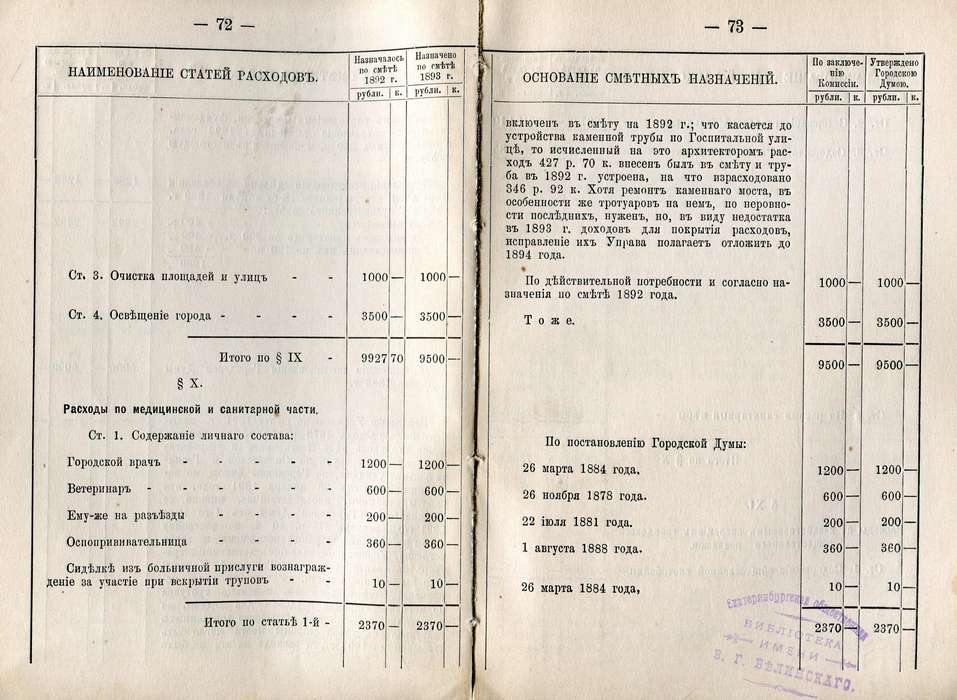 — 72 —
НАИМЕНОВАНІЕ СТАТЕЙ РАСХОДОВЪ.
Назначалось по смѣтѣ 1892 г.
Назначено по смѣтѣ 1893 г.
рубли. к. рубли. к.
Ст. 3. Очистка площадей и улицъ - - 1000 — 1000 —
Ст. 4. Освѣщеніе города - - - - 3500 — 3500 —
Итого по § IX - 9927 70 9500 —
§ X.
Расходы по медицинской и санитарной части.
Ст. 1. Содержаніе личнаго состава:
Городской врачъ - - - - - 1200 — 1200 —
Ветеринаръ - - - - - - 600 — 600 —
Ему-же на разъѣзды - - - - 200 — 200 —
Оспопрививательница - - - - 360 — 360 —
Сидѣлкѣ изъ больничной прислуги вознаграж-
деніе за участіе при вскрытіи труповъ - - 10 — 10 —
Итого по статьѣ 1-й - 2370 — 2370 —
— 73 —
ОСНОВАНІЕ СМѢТНЫХЪ НАЗНАЧЕНІЙ.
По заключе-
нію
Комиссіи.
Утверждено
Городскою
Думою.
рубли. к. рубли. к.
включенъ въ смѣту на 1892 г.; что касается до
устройства каменной трубы по Госпитальной ули-
цѣ, то исчисленный на это архитекторомъ рас-
ходъ 427 р. 70 к. внесенъ былъ въ смѣту и тру-
ба въ 1892 г. устроена, на что израсходовано
346 р. 92 к. Хотя ремонтъ каменнаго моста, въ
особенности же тротуаровъ на немъ, по неровно-
сти послѣднихъ, нуженъ, но, въ виду недостатка
въ 1893 г. доходовъ для покрытія расходовъ,
исправленіе ихъ Управа полагаетъ отложить до
1894 года.
По дѣйствительной потребности и согласно на-
значенія по смѣтѣ 1892 года. 1000 — 1000 —
Тоже. 3500 — 3500 —
9500 — 9500 —
По постановленію Городской Думы:
26 марта 1884 года, 1200 — 1200 —
26 ноября 1878 года. 600 — 600 —
22 іюля 1881 года. 200 — 200 —
1 августа 1888 года. 360 — 360 —
26 марта 1884 года, 10 — 10 —
2370 — 2370 —
Екатеринбургская
БИБЛІОТЕКА
ИМЕНИ
В. Г. БѢЛИНСКАГО.